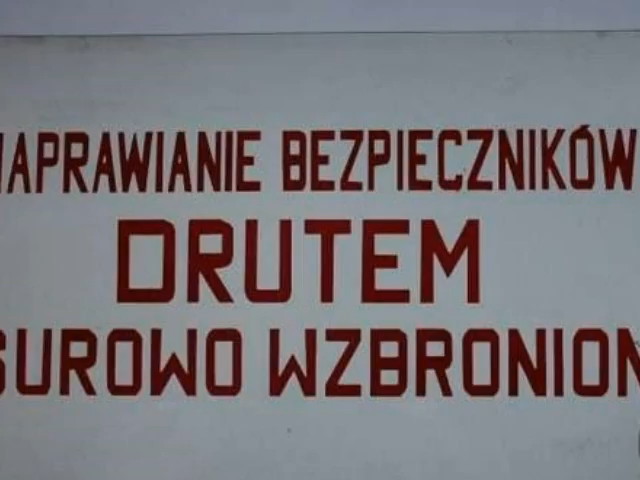 NAPRAWIANIE BEZPIECZNIKÓW
DRUTEM
SUROWO WZBRONION